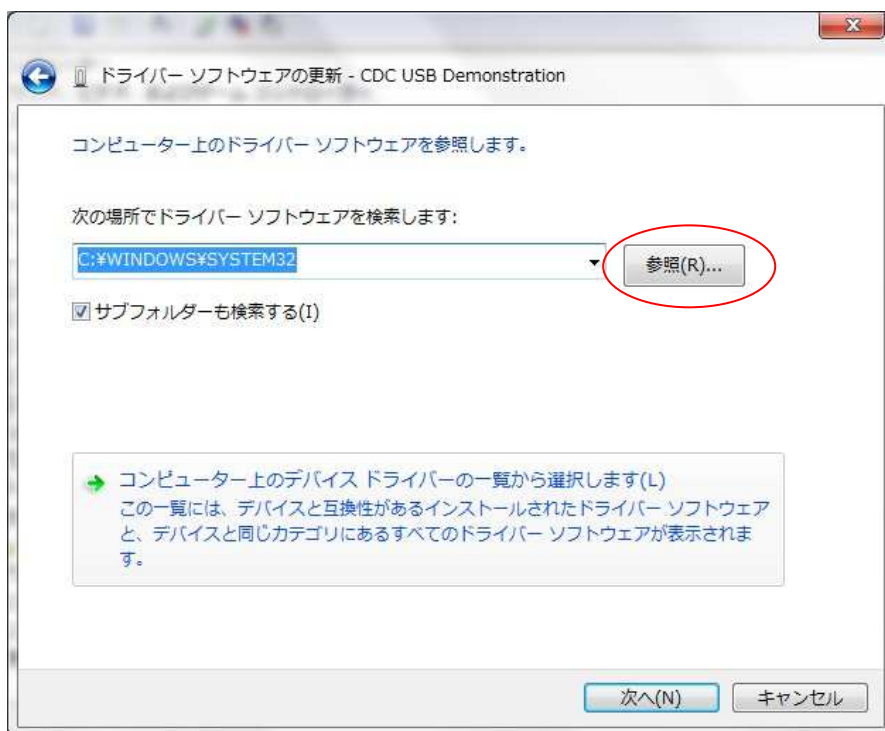 ドライバー ソフトウェアの更新 - CDC USB Demonstration
コンピューター上のドライバー ソフトウェアを参照します。
次の場所でドライバー ソフトウェアを検索します:
C:¥WINDOWS¥SYSTEM32
参照(R)...
サブフォルダーも検索する(I)
コンピューター上のデバイス ドライバーの一覧から選択します(L)
この一覧には、デバイスと互換性があるインストールされたドライバー ソフトウェア
と、デバイスと同じカテゴリにあるすべてのドライバー ソフトウェアが表示されま
す。
次へ(N)
キャンセル